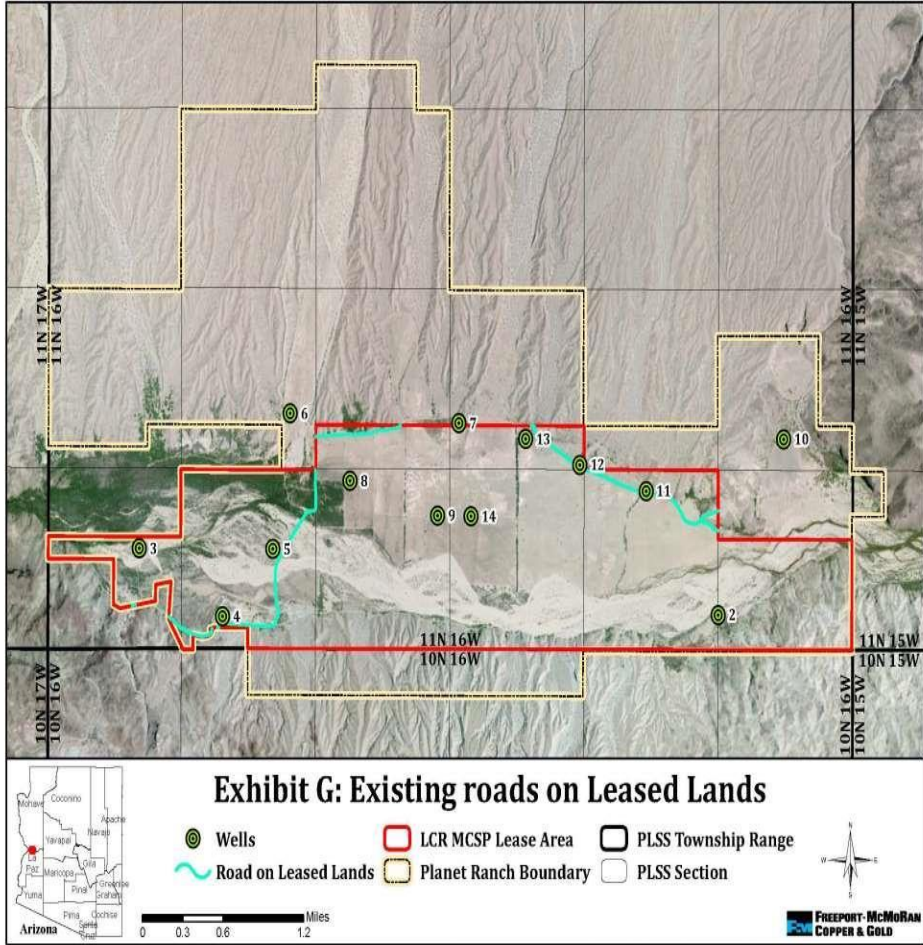 11N 17W
11N 16W
11N 16W
11N 15W
6
7
13
10
12
8
11
9
14
3
5
4
2
11N 16W
10N 16W
11N 15W
10N 15W
10N 17W
10N 16W
10N 16W
10N 15W
Exhibit G: Existing roads on Leased Lands
Wells
LCR MCSP Lease Area
PLSS Township Range
Road on Leased Lands
Planet Ranch Boundary
PLSS Section
Mohave
Coconino
Navajo
Apache
Yavapai
La
Paz
Gila
Maricopa
Pinal
Greenlee
Graham
Yuma
Pima
Cochise
Santa
Cruz
Arizona
Miles
0 0.3 0.6 1.2
N
W E
S
FREEPORT-MCMORAN
COPPER & GOLD